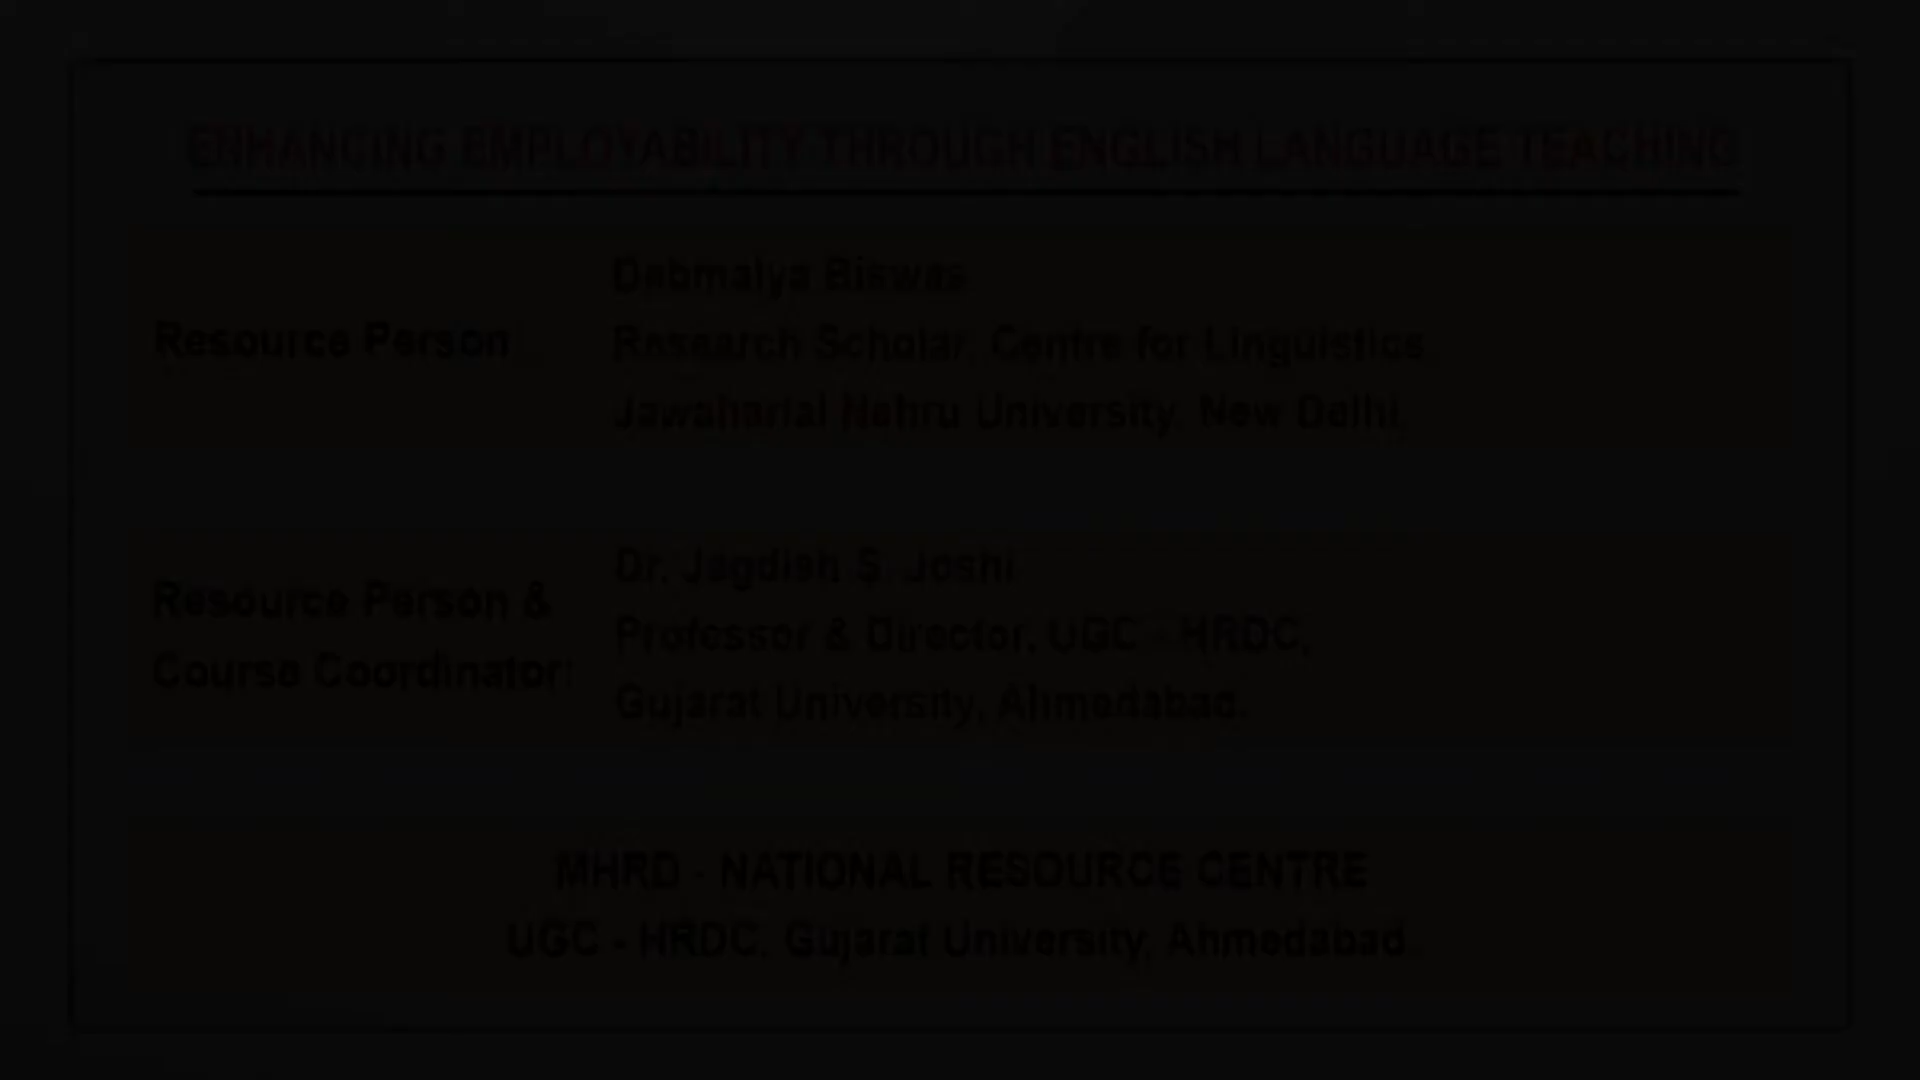 ENHANCING EMPLOYABILITY THROUGH ENGLISH LANGUAGE TEACHING
Debmalya Biswas
Resource Person:
Research Scholar, Centre for Linguistics,
Jawaharlal Nehru University, New Delhi.
Resource Person &
Course Coordinator:
Dr. Jagdish S. Joshi
Professor & Director, UGC - HRDC,
Gujarat University, Ahmedabad.
MHRD - NATIONAL RESOURCE CENTRE
UGC - HRDC, Gujarat University, Ahmedabad.